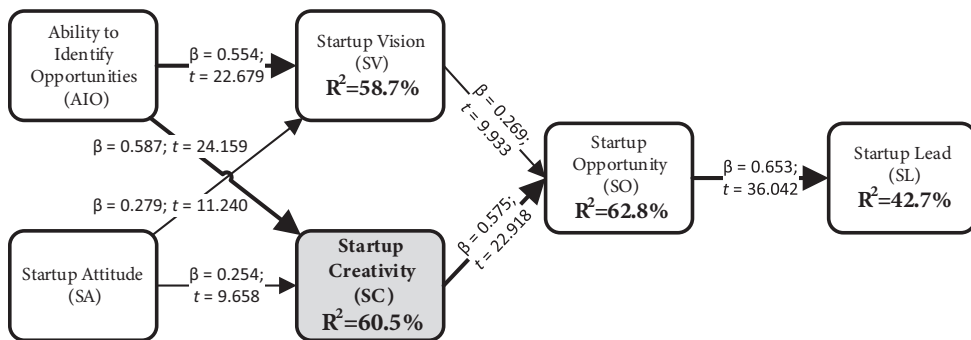 Ability to
Identify
Opportunities
(AIO)
β = 0.554;
t = 22.679
Startup Vision
(SV)
R²=58.7%
β = 0.587; t = 24.159
β = 0.279; t = 11.240
Startup Attitude
(SA)
β = 0.254;
t = 9.658
Startup
Creativity
(SC)
R²=60.5%
β = 0.269;
t = 9.933
β = 0.575;
t = 22.918
Startup
Opportunity
(SO)
R²=62.8%
β = 0.653;
t = 36.042
Startup Lead
(SL)
R²=42.7%